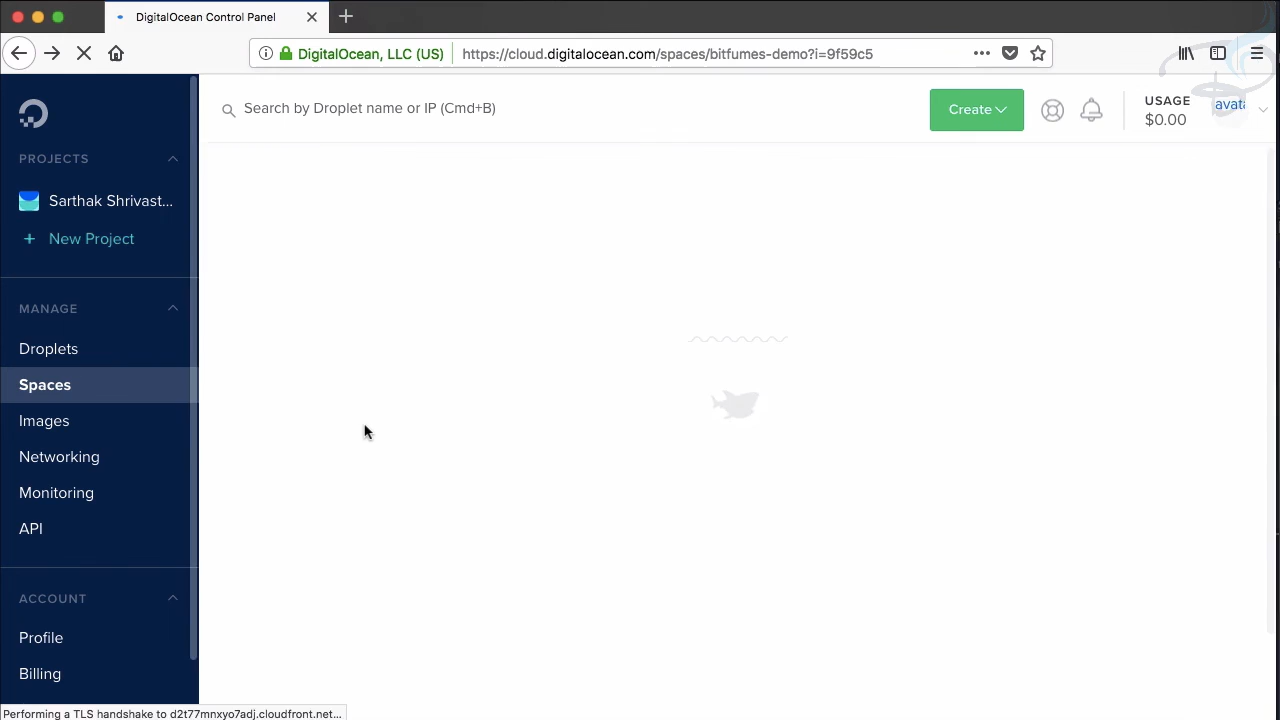 DigitalOcean Control Panel
DigitalOcean, LLC (US)
https://cloud.digitalocean.com/spaces/bitfumes-demo?i=9f59c5
Search by Droplet name or IP (Cmd+B)
Create
USAGE
$0.00
avata
PROJECTS
Sarthak Shrivast...
+ New Project
MANAGE
Droplets
Spaces
Images
Networking
Monitoring
API
ACCOUNT
Profile
Billing
Performing a TLS handshake to d2t77mnxyo7adj.cloudfront.net...